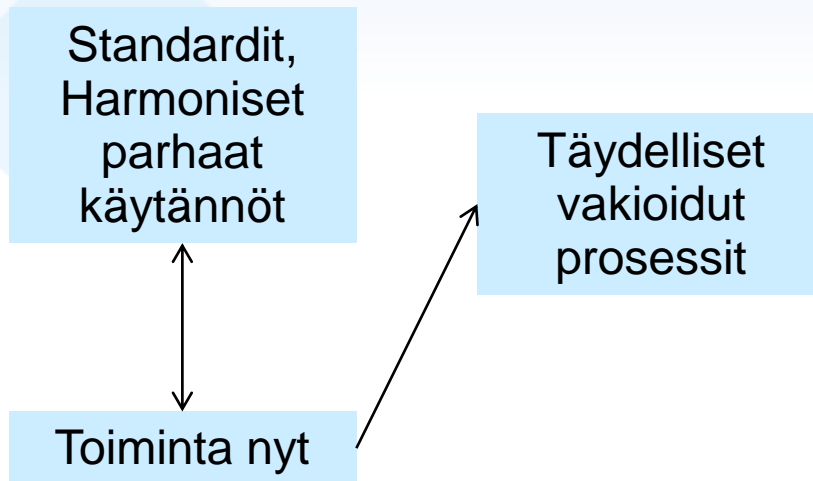 Standardit,
Harmoniset
parhaat
käytännöt
Täydelliset
vakioidut
prosessit
Toiminta nyt